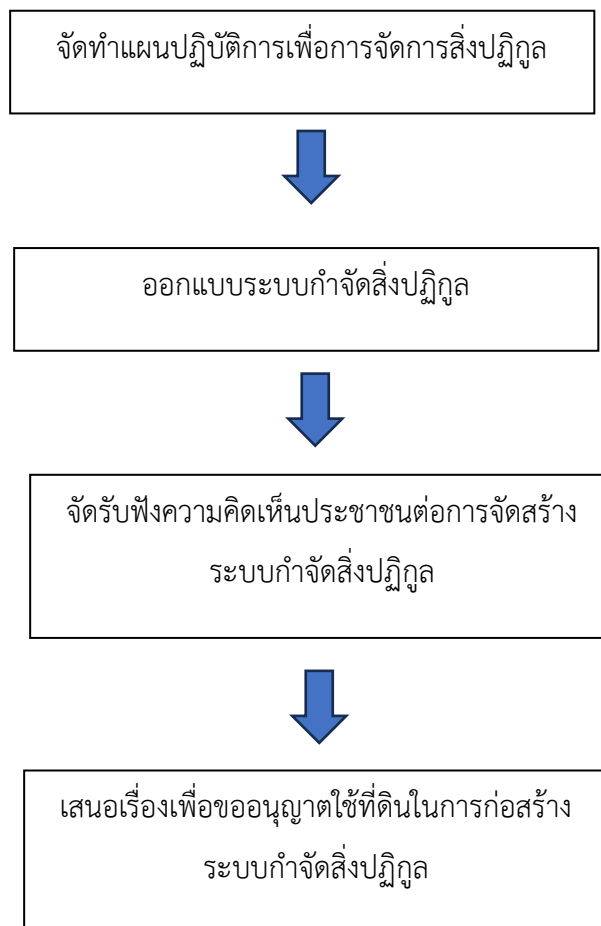 จัดทำแผนปฏิบัติการเพื่อการจัดการสิ่งปฏิกูล
ออกแบบระบบกำจัดสิ่งปฏิกูล
จัดรับฟังความคิดเห็นประชาชนต่อการจัดสร้าง
ระบบกำจัดสิ่งปฏิกูล
เสนอเรื่องเพื่อขออนุญาตใช้ที่ดินในการก่อสร้าง
ระบบกำจัดสิ่งปฏิกูล